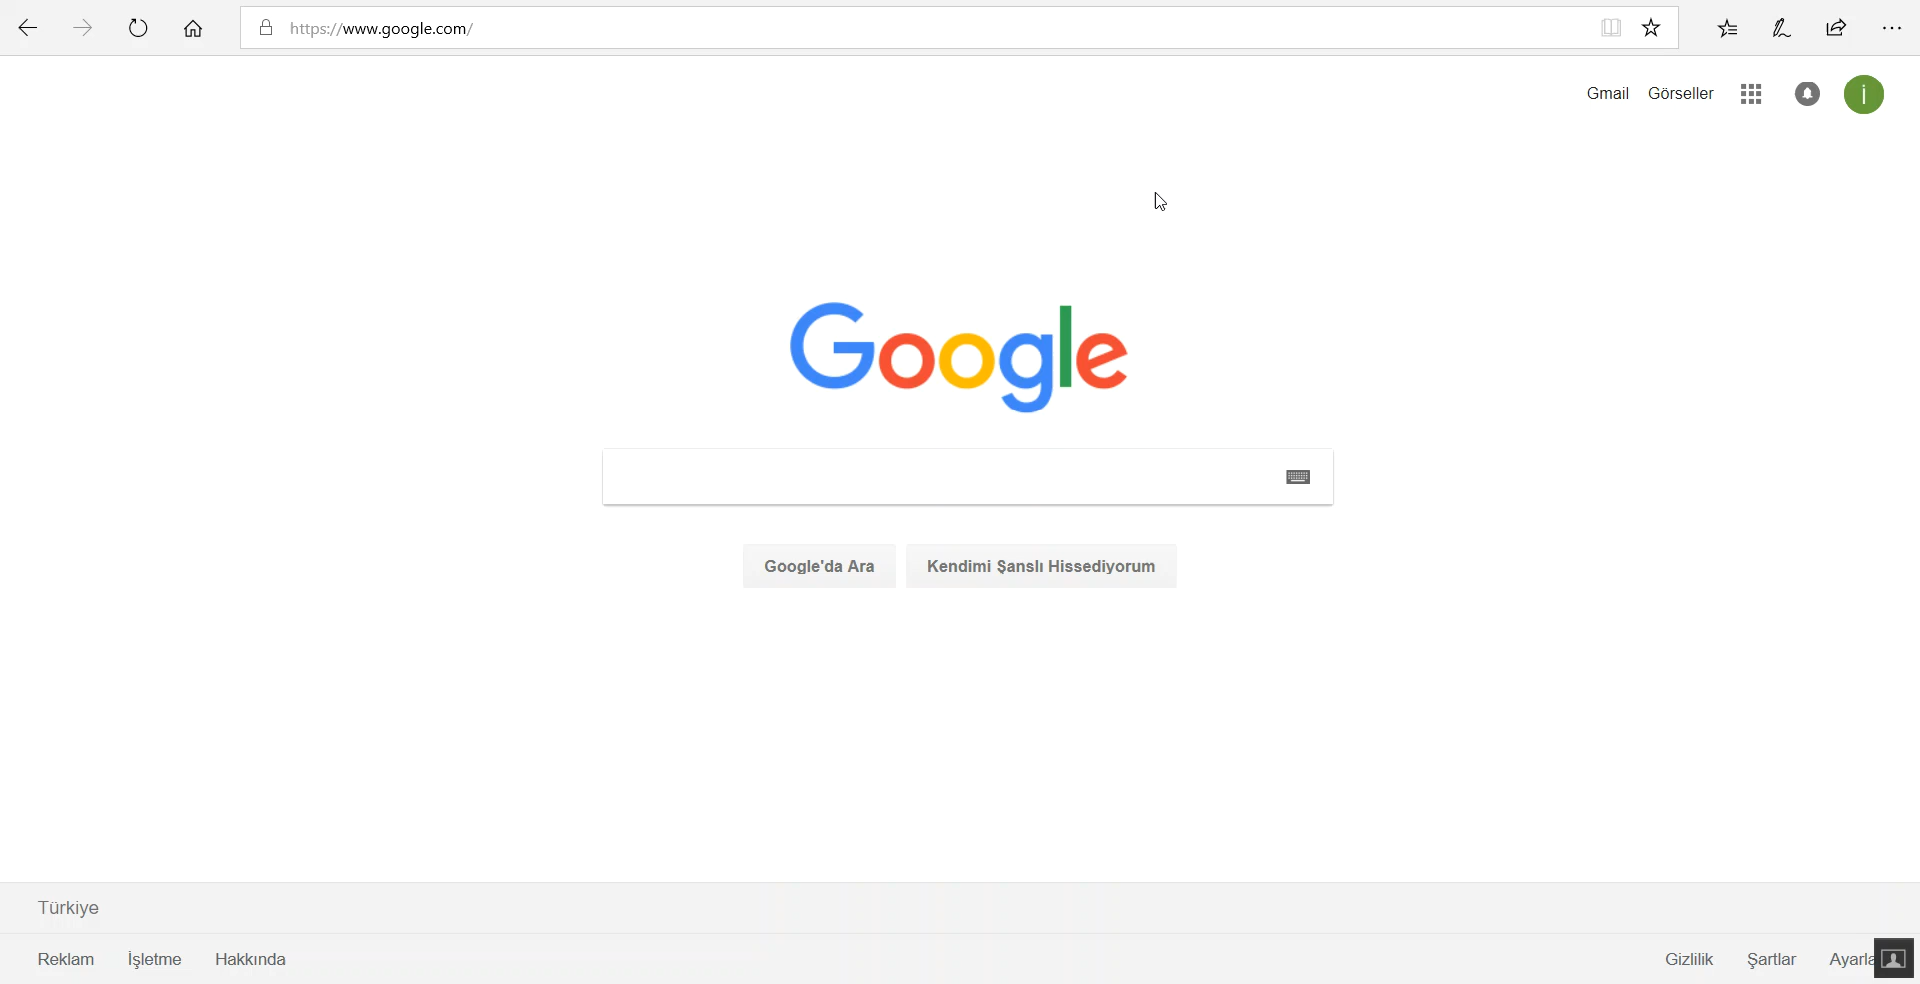 https://www.google.com/
Gmail Görseller İ
Google
Google'da Ara Kendimi Şanslı Hissediyorum
Türkiye
Reklam İşletme Hakkında Gizlilik Şartlar